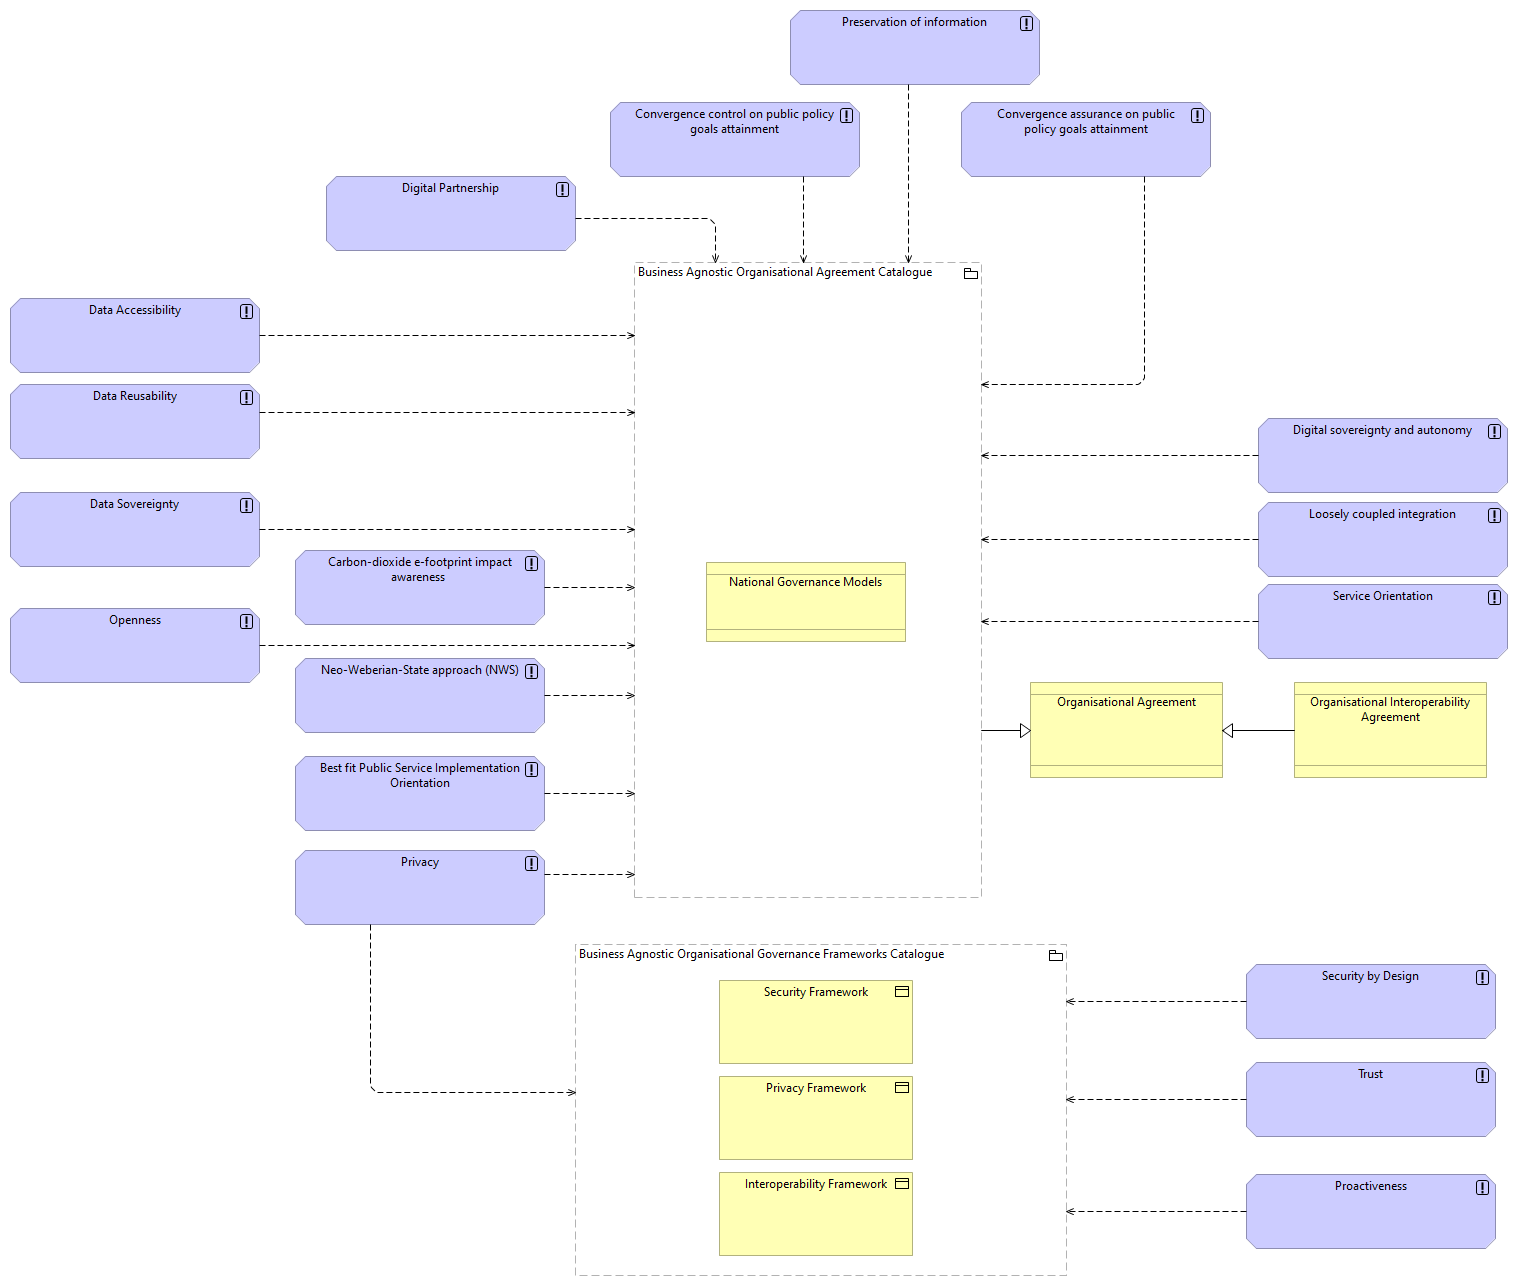 Preservation of information
Convergence control on public policy
goals attainment
Convergence assurance on public
policy goals attainment
Digital Partnership
Business Agnostic Organisational Agreement Catalogue
Data Accessibility
Data Reusability
Digital sovereignty and autonomy
Data Sovereignty
Loosely coupled integration
Carbon-dioxide e-footprint impact
awareness
National Governance Models
Service Orientation
Openness
Neo-Weberian-State approach (NWS)
Organisational Agreement
Organisational Interoperability
Agreement
Best fit Public Service Implementation
Orientation
Privacy
Business Agnostic Organisational Governance Frameworks Catalogue
Security by Design
Security Framework
Trust
Privacy Framework
Interoperability Framework
Proactiveness